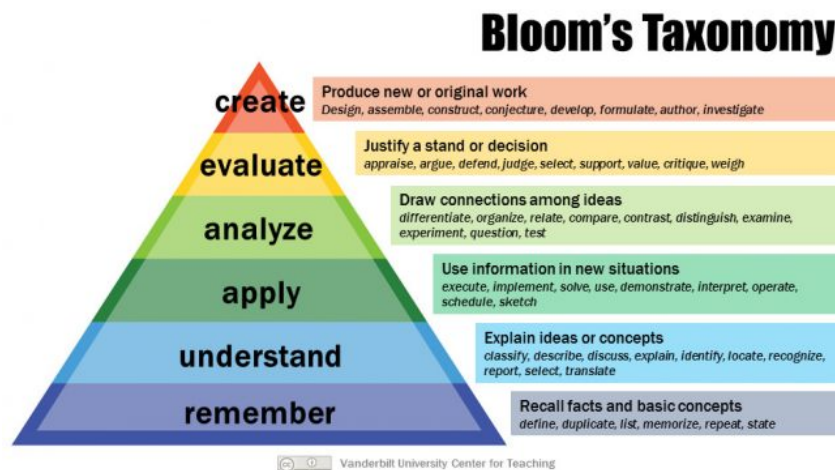 Bloom's Taxonomy
create
Produce new or original work
Design, assemble, construct, conjecture, develop, formulate, author, investigate
evaluate
Justify a stand or decision
appraise, argue, defend, judge, select, support, value, critique, weigh
analyze
Draw connections among ideas
differentiate, organize, relate, compare, contrast, distinguish, examine,
experiment, question, test
apply
Use information in new situations
execute, implement, solve, use, demonstrate, interpret, operate,
schedule, sketch
understand
Explain ideas or concepts
classify, describe, discuss, explain, identify, locate, recognize,
report, select, translate
remember
Recall facts and basic concepts
define, duplicate, list, memorize, repeat, state
cc
Vanderbilt University Center for Teaching